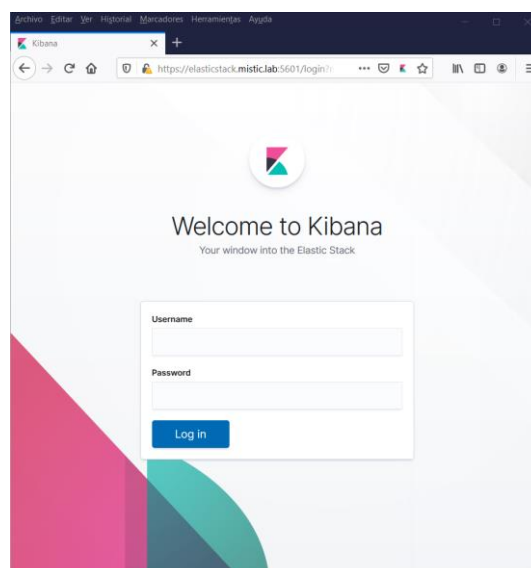 Archivo Editar Ver Historial Marcadores Herramientas Ayuda
Kibana
https://elasticstack.mistic.lab:5601/login?
Welcome to Kibana
Your window into the Elastic Stack
Username
Password
Log in